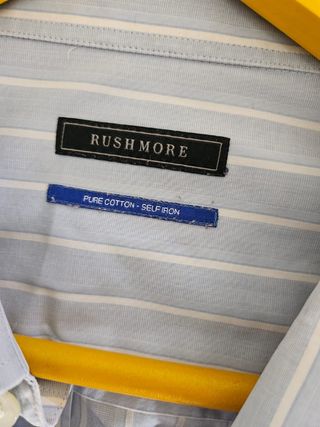 RUSHMORE
PURE COTTON - SELF IRON